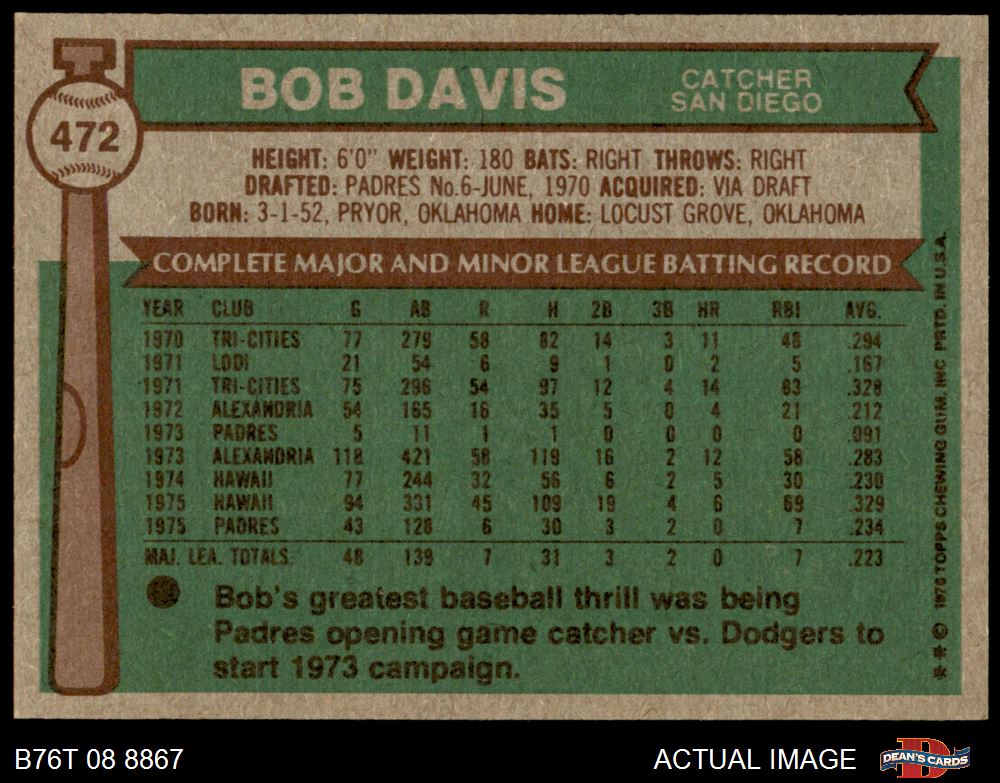 472
BOB DAVIS
CATCHER
SAN DIEGO
HEIGHT: 6'0" WEIGHT: 180 BATS: RIGHT THROWS: RIGHT
DRAFTED: PADRES No.6-JUNE, 1970 ACQUIRED: VIA DRAFT
BORN: 3-1-52, PRYOR, OKLAHOMA HOME: LOCUST GROVE, OKLAHOMA
COMPLETE MAJOR AND MINOR LEAGUE BATTING RECORD
YEAR CLUB G AB R H 2B 3B HR RBI AVG.
1970 TRI-CITIES 77 279 58 82 14 3 11 48 .294
1971 LODI 21 54 6 9 1 0 2 5 .167
1971 TRI-CITIES 75 296 54 97 12 4 14 83 .328
1972 ALEXANDRIA 54 165 16 35 5 0 4 21 .212
1973 PADRES 5 11 1 1 0 0 0 0 .091
1973 ALEXANDRIA 118 421 58 119 16 2 12 58 .283
1974 HAWAII 77 244 32 56 6 2 5 30 .230
1975 HAWAII 94 331 45 109 19 4 6 69 .329
1975 PADRES 43 128 6 30 3 2 0 7 .234
MAJ. LEA. TOTALS. 48 139 7 31 3 2 0 7 .223
Bob's greatest baseball thrill was being
Padres opening game catcher vs. Dodgers to
start 1973 campaign.
** © 1976 TOPPS CHEWING GUM, INC PRTD. IN U.S.A.
B76T 08 8867
ACTUAL IMAGE
DEAN'S CARDS